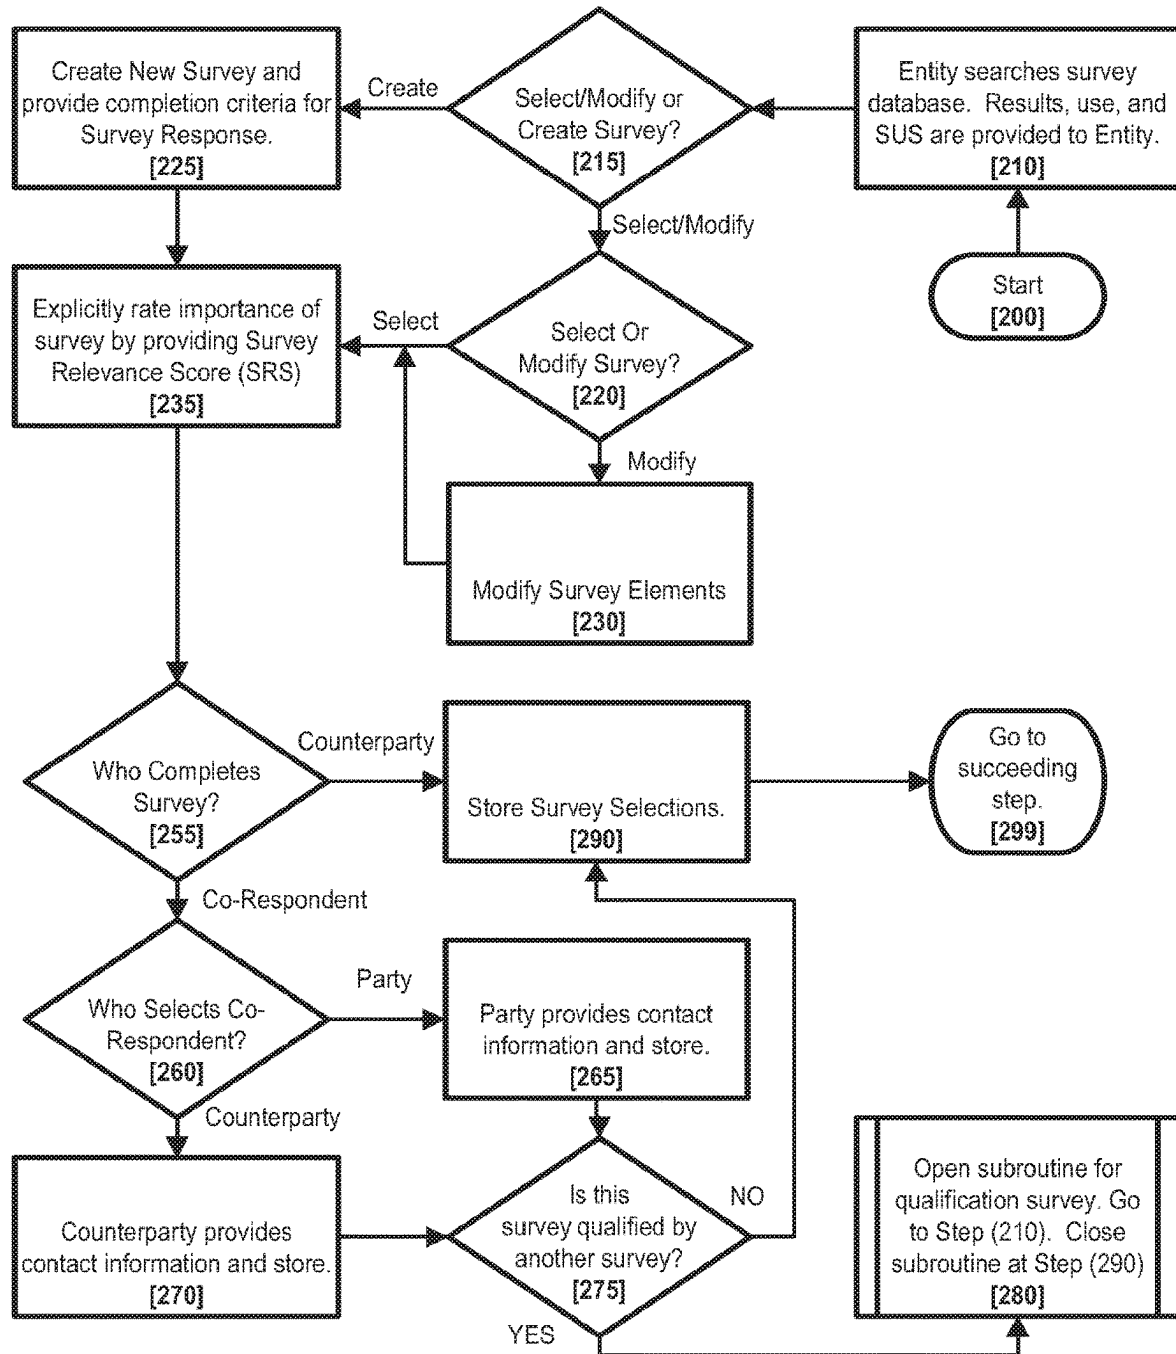 Create New Survey and
provide completion criteria for
Survey Response.
[225]
Create
Select/Modify or
Create Survey?
[215]
Entity searches survey
database. Results, use, and
SUS are provided to Entity.
[210]
Select/Modify
Start
[200]
Explicitly rate importance of
survey by providing Survey
Relevance Score (SRS)
[235]
Select
Select Or
Modify Survey?
[220]
Modify
Modify Survey Elements
[230]
Who Completes
Survey?
[255]
Counterparty
Store Survey Selections.
[290]
Go to
succeeding
step.
[299]
Co-Respondent
Who Selects Co-
Respondent?
[260]
Party
Party provides contact
information and store.
[265]
Counterparty
Counterparty provides
contact information and store.
[270]
Is this
survey qualified by
another survey?
[275]
NO
YES
Open subroutine for
qualification survey. Go
to Step (210). Close
subroutine at Step (290)
[280]